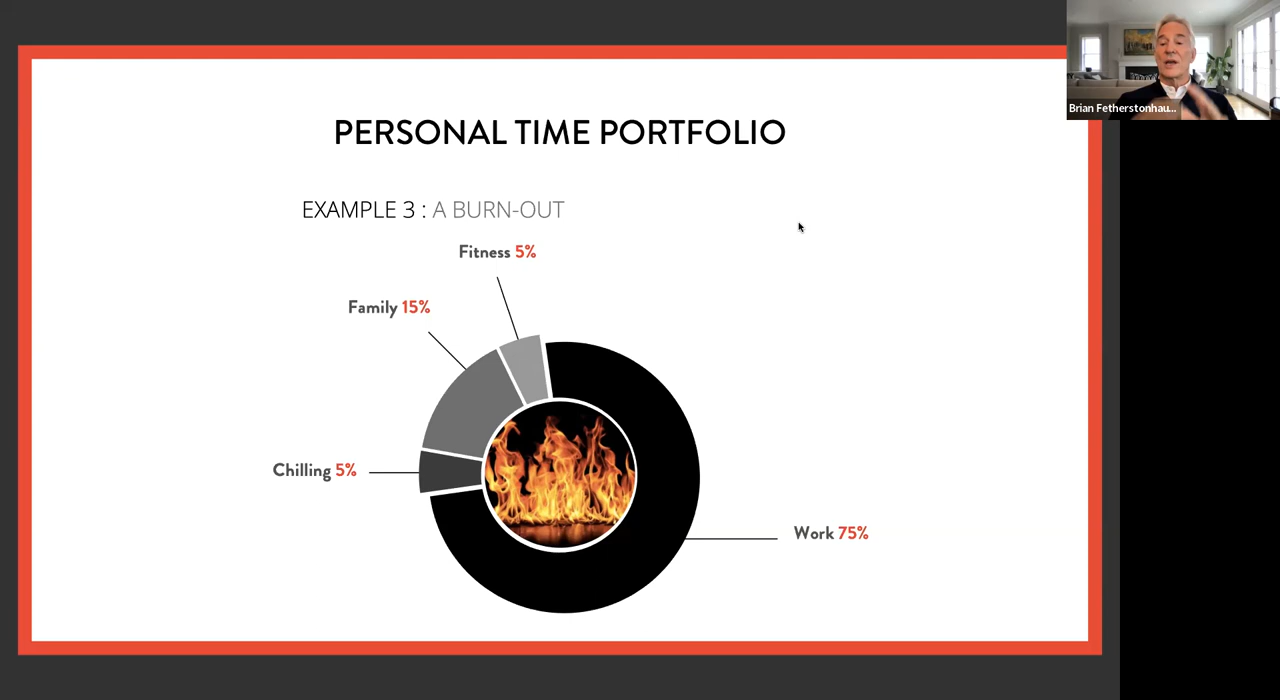 Brian Fetherstonhau...
PERSONAL TIME PORTFOLIO
EXAMPLE 3 : A BURN-OUT
Fitness 5%
Family 15%
Chilling 5%
Work 75%